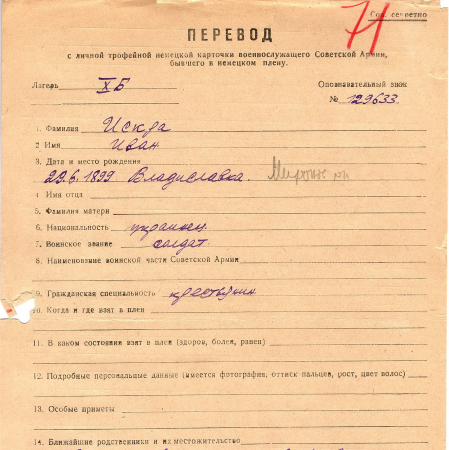 71
Сов. секретно
ПЕРЕВОД
с личной трофейной немецкой карточки военнослужащего Советской Армии,
бывшего в немецком плену.
Лагерь XБ Опознавательный знак
№ 129633.
1. Фамилия Искда
2 Имя Иван
3. Дата и место рождения
29.6.1899 Владиславка.
4 Имя отца
5. Фамилия матери
6. Национальность украинец
7. Воинское звание солдат.
8. Наименование воинской части Советской Армии
9. Гражданская специальность крестьянин
10. Когда и где взят в плен
11. В каком состоянии взят в плен (здоров, болен, ранен)
12. Подробные персональные данные (имеется фотография, оттиск пальцев, рост, цвет волос)
13. Особые приметы
14. Ближайшие родственники и их местожительство